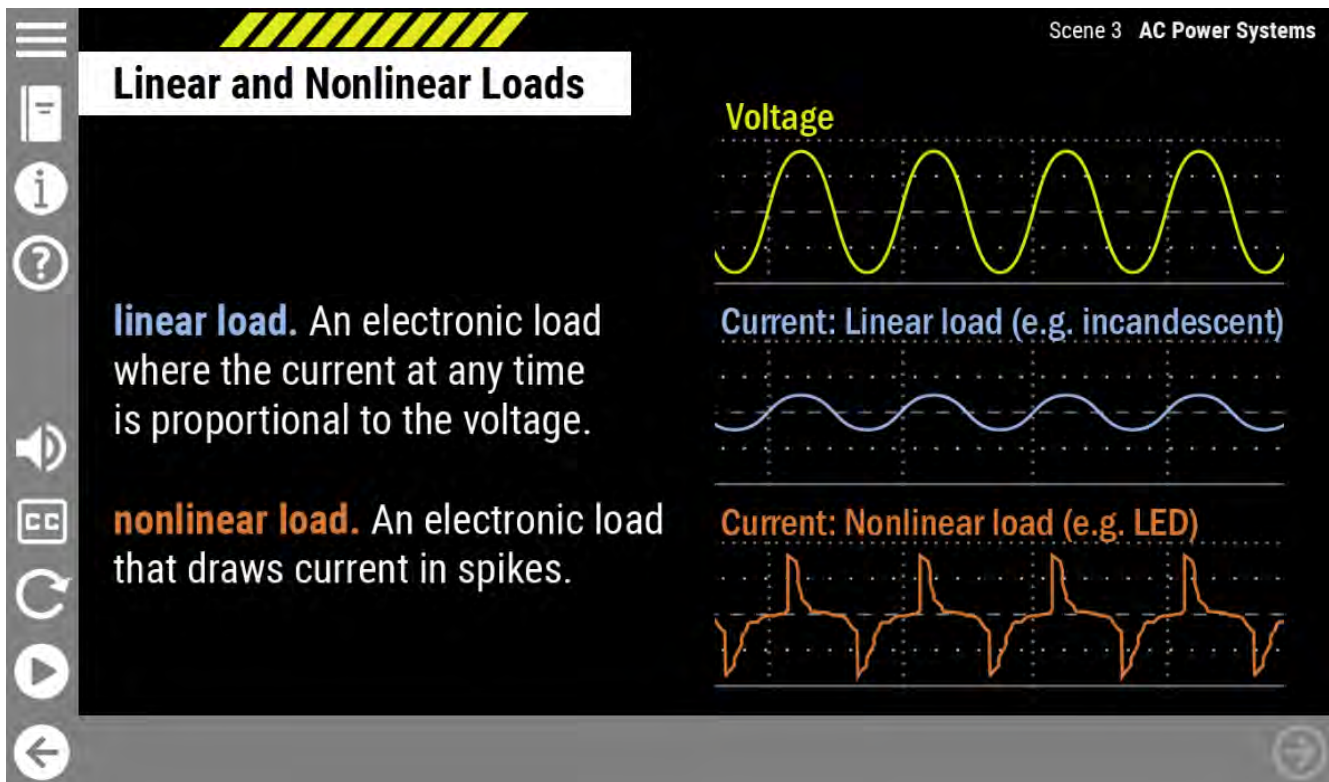 Scene 3 AC Power Systems
Linear and Nonlinear Loads
Voltage
linear load. An electronic load
where the current at any time
is proportional to the voltage.
Current: Linear load (e.g. incandescent)
nonlinear load. An electronic load
that draws current in spikes.
Current: Nonlinear load (e.g. LED)
CC